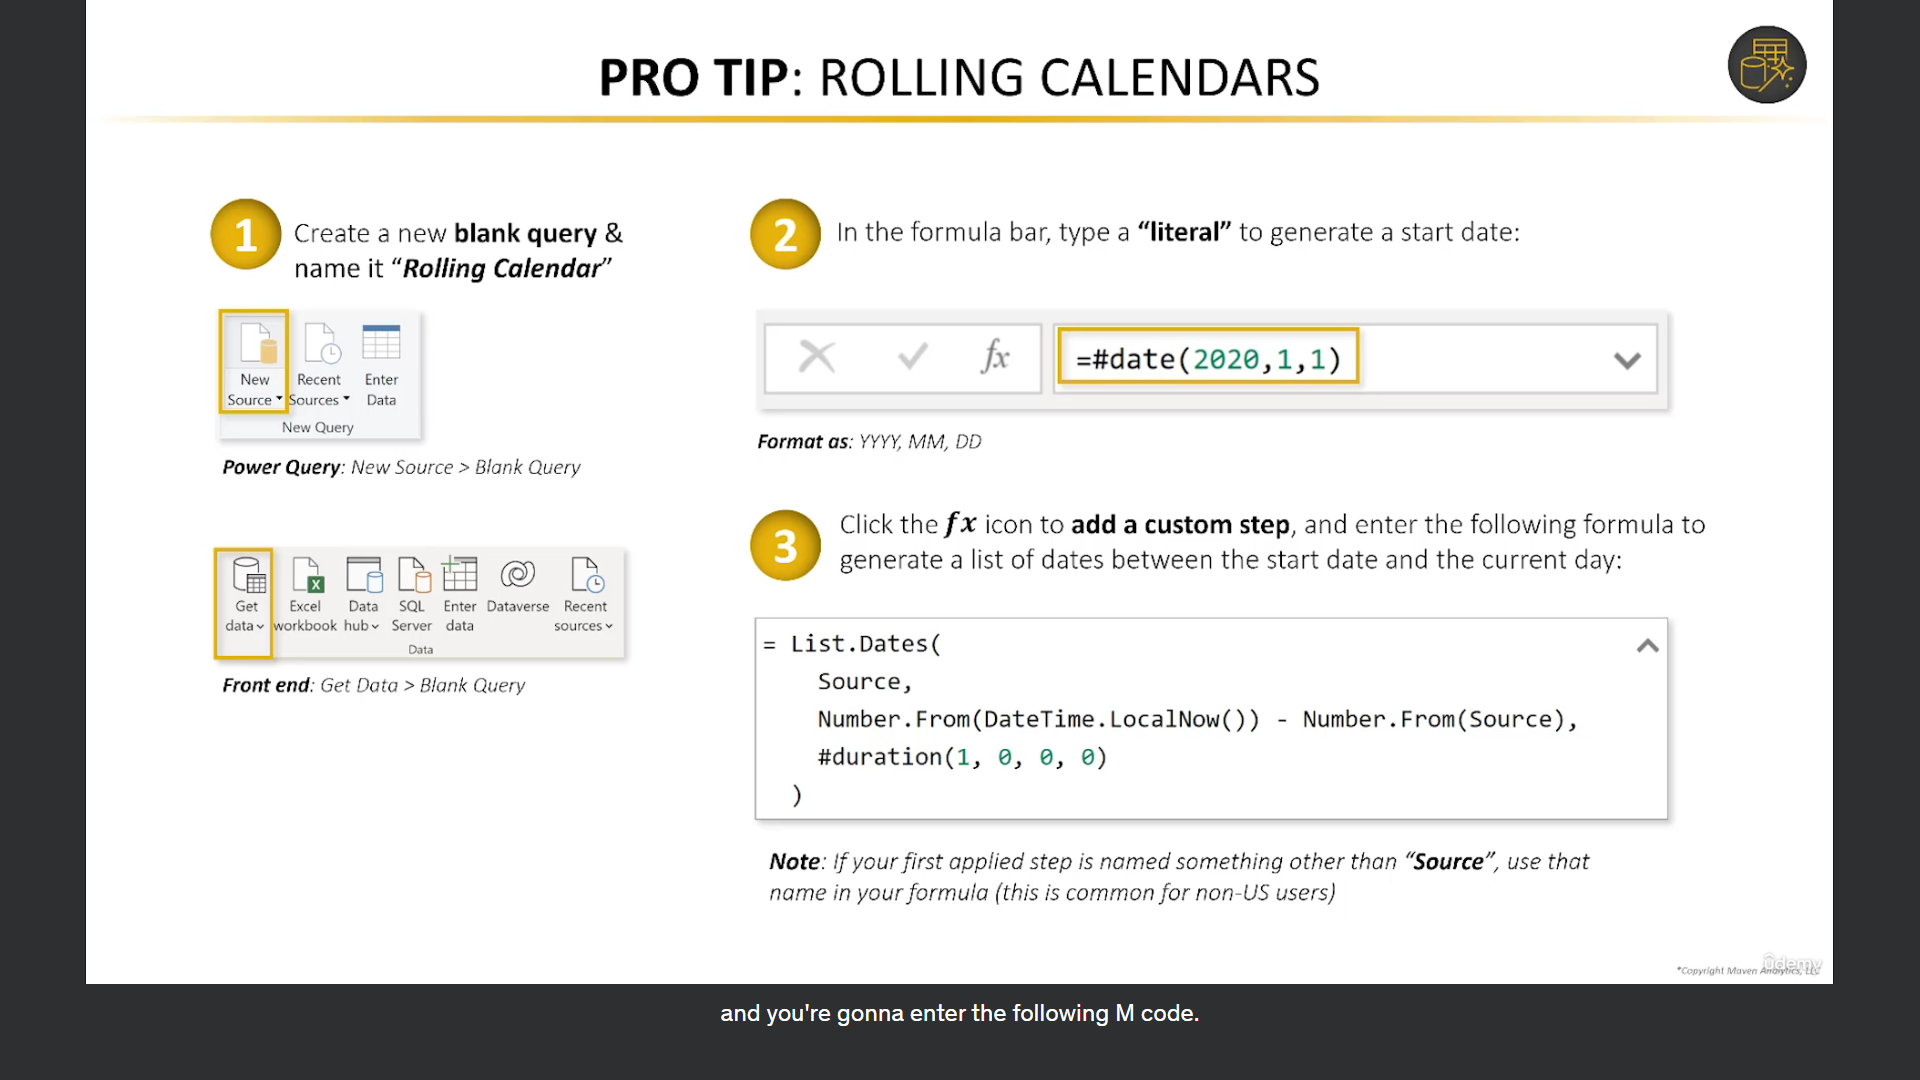 PRO TIP: ROLLING CALENDARS
1
Create a new blank query &
name it “Rolling Calendar”
New
Source
Recent
Sources
Enter
Data
New Query
Power Query: New Source > Blank Query
Get
data
Excel
workbook
Data
hub
SQL
Server
Enter
data
Dataverse
Recent
sources
Data
Front end: Get Data > Blank Query
2
In the formula bar, type a “literal” to generate a start date:
fx
=#date(2020,1,1)
Format as: YYYY, MM, DD
3
Click the fx icon to add a custom step, and enter the following formula to
generate a list of dates between the start date and the current day:
= List.Dates(
Source,
Number.From(DateTime.LocalNow()) - Number.From(Source),
#duration(1, 0, 0, 0)
)
Note: If your first applied step is named something other than “Source”, use that
name in your formula (this is common for non-US users)
*Copyright Maven Analytics, LLC
ûdemy
and you're gonna enter the following M code.